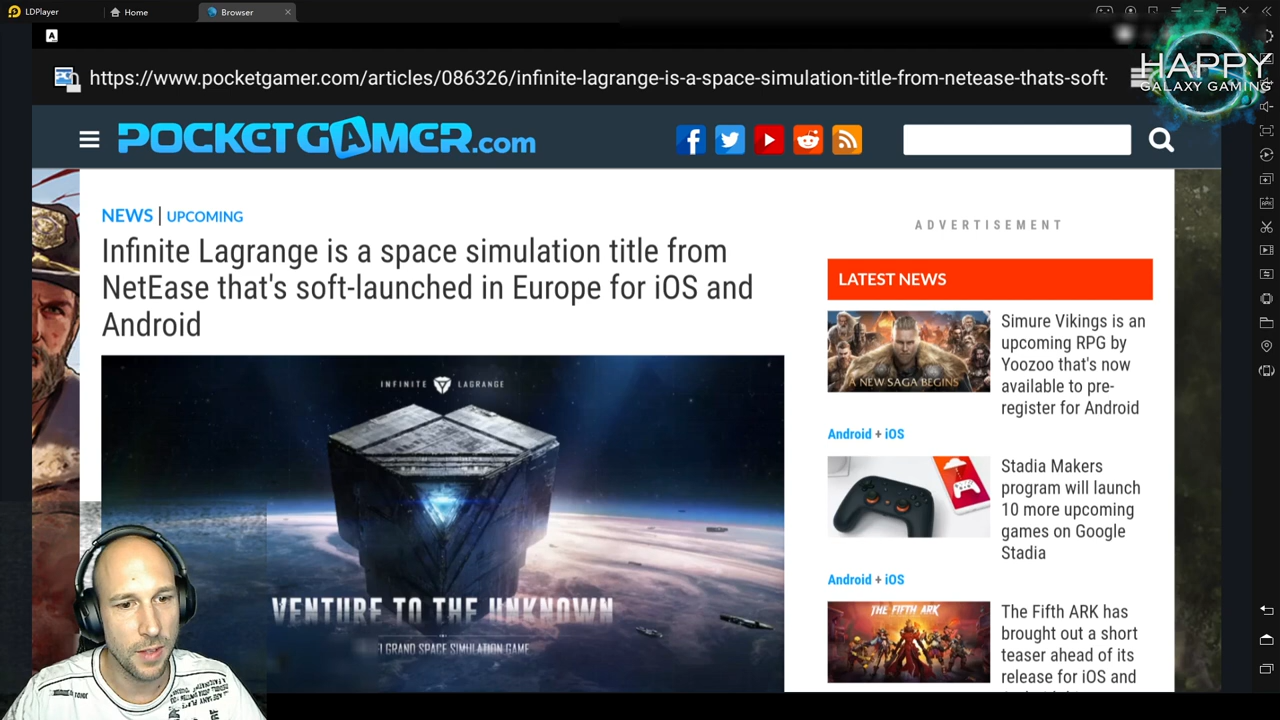 LDPlayer
Home
Browser
A
HAPPY
GALAXY GAMING
https://www.pocketgamer.com/articles/086326/infinite-lagrange-is-a-space-simulation-title-from-netease-thats-soft-
POCKETGAMER.com
NEWS | UPCOMING
Infinite Lagrange is a space simulation title from
NetEase that's soft-launched in Europe for iOS and
Android
INFINITE LAGRANGE
VENTURE TO THE UNKNOWN
GRAND SPACE SIMULATION GAME
ADVERTISEMENT
LATEST NEWS
A NEW SAGA BEGINS
Simure Vikings is an
upcoming RPG by
Yoozoo that's now
available to pre-
register for Android
Android + iOS
Stadia Makers
program will launch
10 more upcoming
games on Google
Stadia
Android + iOS
THE FIFTH ARK
The Fifth ARK has
brought out a short
teaser ahead of its
release for iOS and